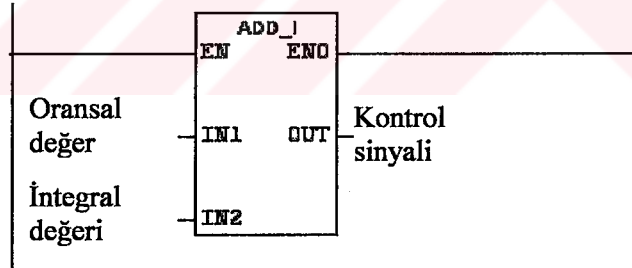 ADD_I
EN ENO
Oransal
değer
IN1 OUT
Kontrol
sinyali
İntegral
değeri
IN2